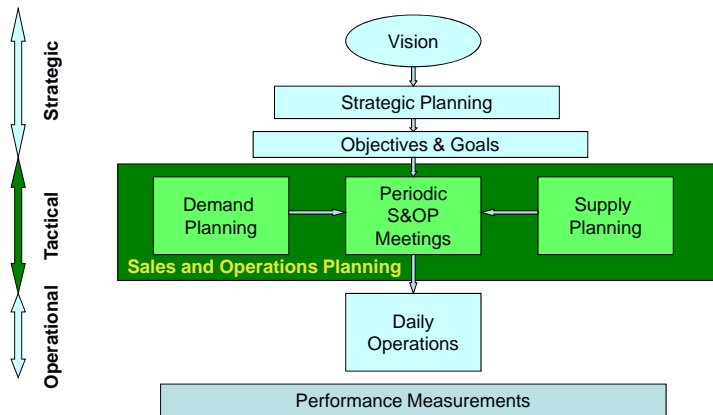 Strategic
Tactical
Operational
Vision
Strategic Planning
Objectives & Goals
Demand
Planning
Periodic
S&OP
Meetings
Supply
Planning
Sales and Operations Planning
Daily
Operations
Performance Measurements